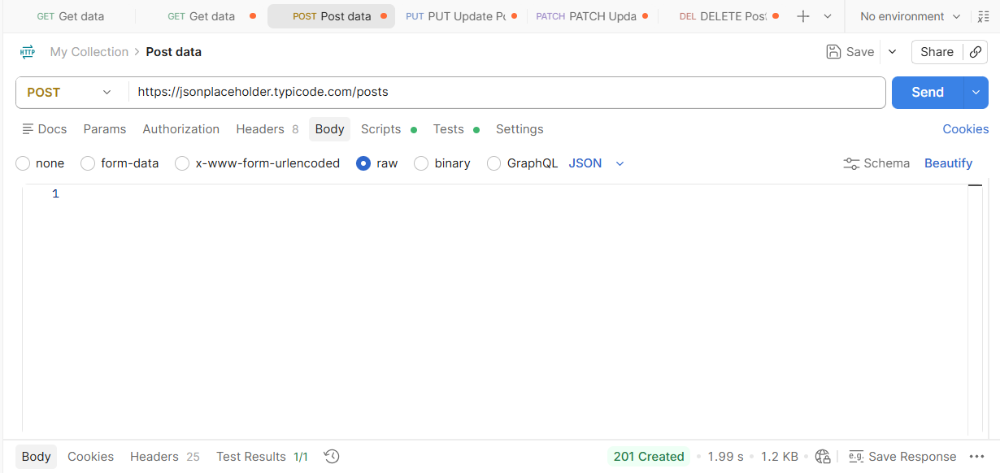 GET Get data GET Get data POST Post data PUT PUT Update Po PATCH PATCH Upda DEL DELETE Pos No environment
HTTP My Collection > Post data Save Share
POST https://jsonplaceholder.typicode.com/posts Send
Docs Params Authorization Headers 8 Body Scripts Tests Settings Cookies
none form-data x-www-form-urlencoded raw binary GraphQL JSON Schema Beautify
1
Body Cookies Headers 25 Test Results 1/1 201 Created • 1.99 s • 1.2 KB • e.g. Save Response